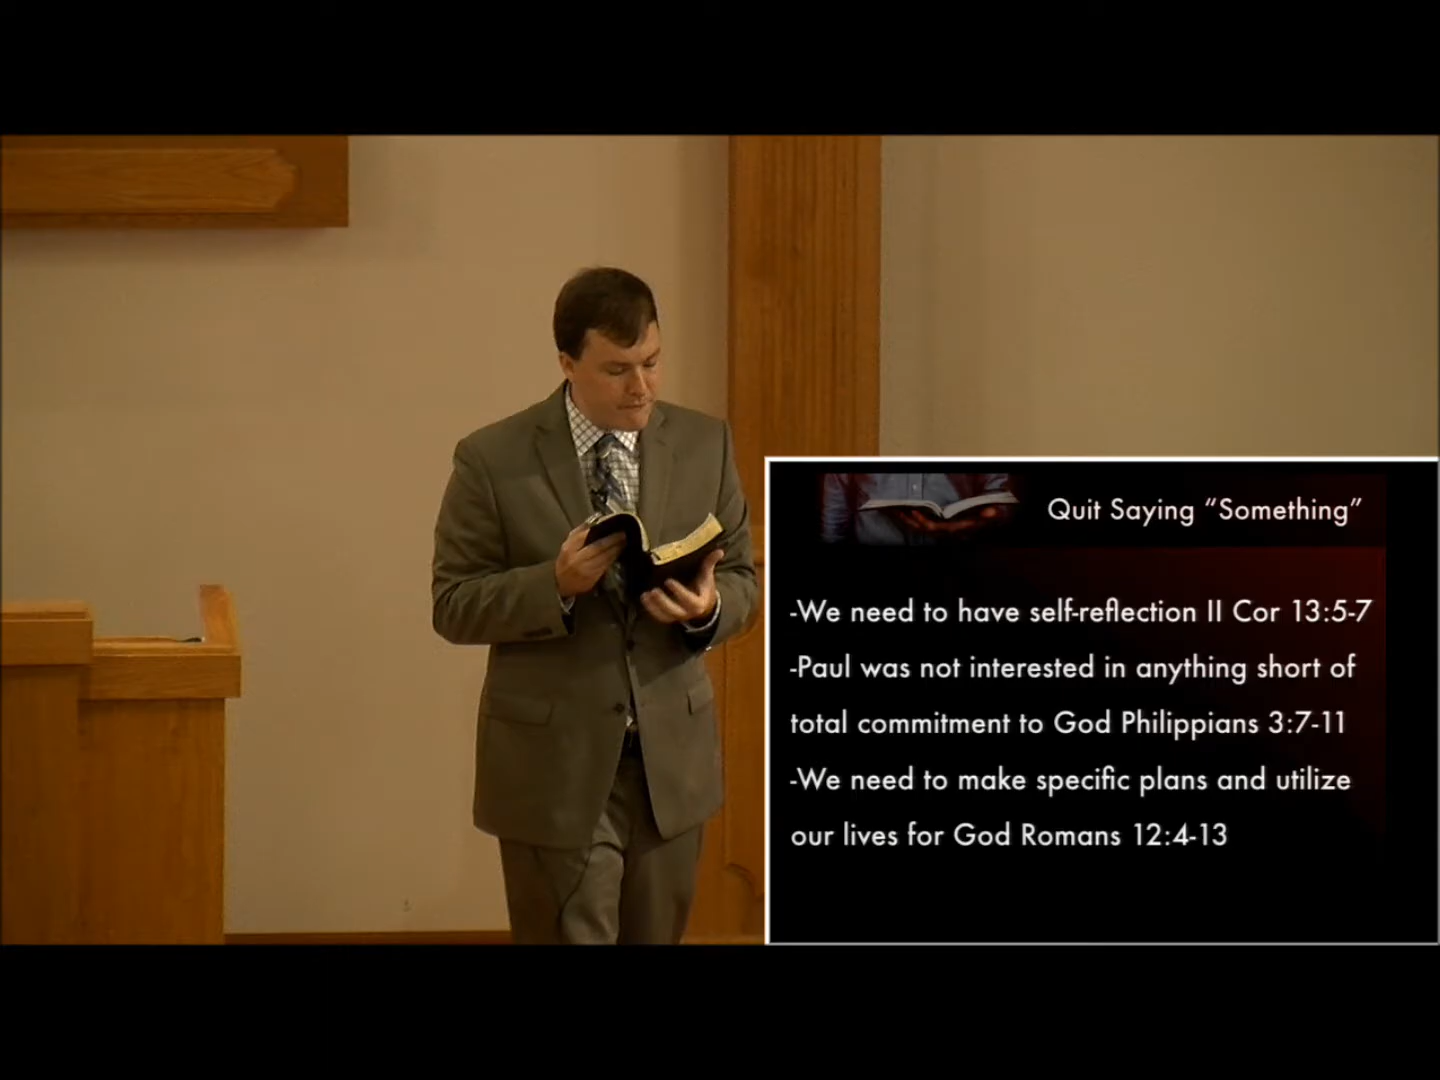 Quit Saying “Something”
-We need to have self-reflection II Cor 13:5-7
-Paul was not interested in anything short of
total commitment to God Philippians 3:7-11
-We need to make specific plans and utilize
our lives for God Romans 12:4-13